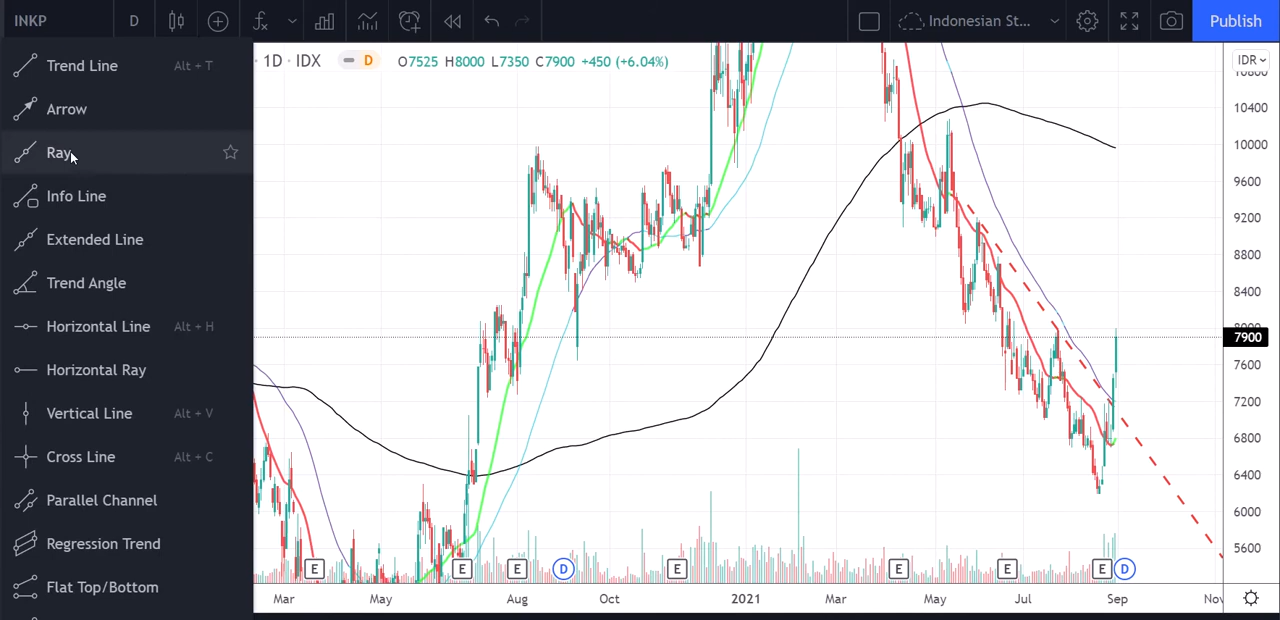 INKP D Indonesian St... Publish
Trend Line Alt + T
Arrow
Ray
Info Line
Extended Line
Trend Angle
Horizontal Line Alt + H
Horizontal Ray
Vertical Line Alt + V
Cross Line Alt + C
Parallel Channel
Regression Trend
Flat Top/Bottom
· 1D · IDX D O7525 H8000 L7350 C7900 +450 (+6.04%)
IDR
10800
10400
10000
9600
9200
8800
8400
8000
7900
7600
7200
6800
6400
6000
5600
E E E D E E E E D
Mar May Aug Oct 2021 Mar May Jul Sep Nov